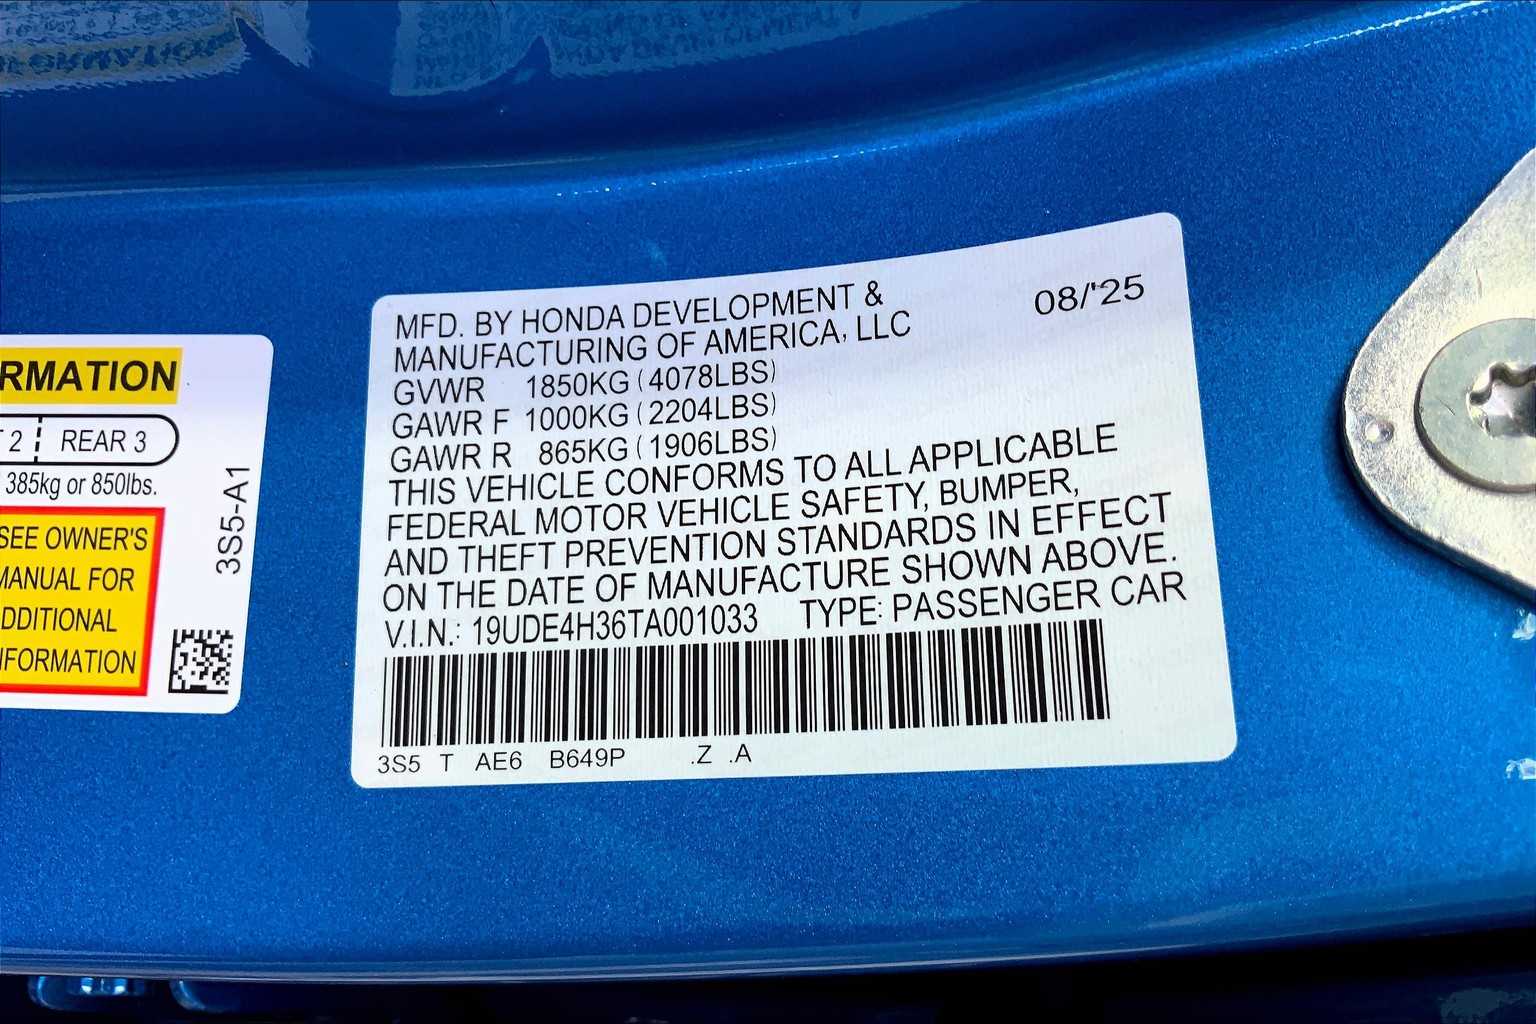 RMATION
2
REAR 3
385kg or 850lbs.
SEE OWNER'S
MANUAL FOR
DDITIONAL
NFORMATION
3S5-A1
MFD. BY HONDA DEVELOPMENT &
MANUFACTURING OF AMERICA, LLC
08/'25
GVWR 1850KG (4078LBS)
GAWR F 1000KG (2204LBS)
GAWR R 865KG (1906LBS)
THIS VEHICLE CONFORMS TO ALL APPLICABLE
FEDERAL MOTOR VEHICLE SAFETY, BUMPER,
AND THEFT PREVENTION STANDARDS IN EFFECT
ON THE DATE OF MANUFACTURE SHOWN ABOVE.
V.I.N.: 19UDE4H36TA001033 TYPE: PASSENGER CAR
3S5 T AE6 B649P .Z .A